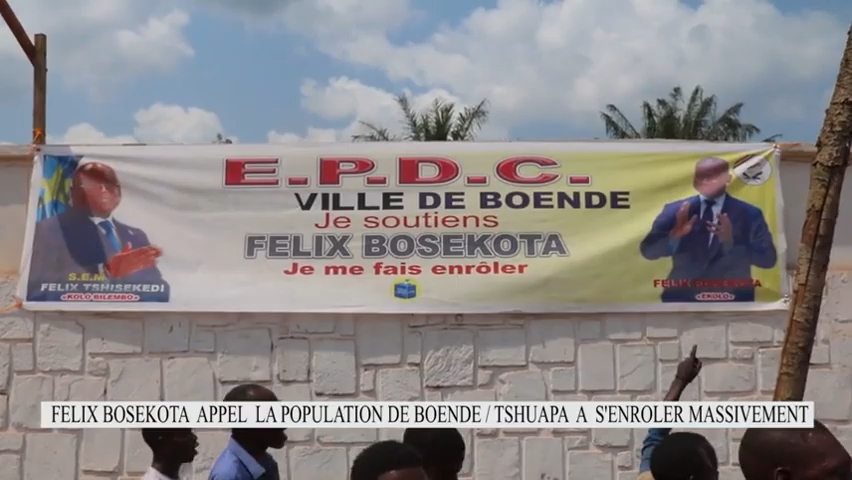 E.P.D.C.
VILLE DE BOENDE
Je soutiens
FELIX BOSEKOTA
Je me fais enrôler
S.E.M
FELIX TSHISEKEDI
«KOLO BILEMBO»
FELIX BOSEKOTA
«EKOLO»
FELIX BOSEKOTA APPEL LA POPULATION DE BOENDE / TSHUAPA A S'ENROLER MASSIVEMENT